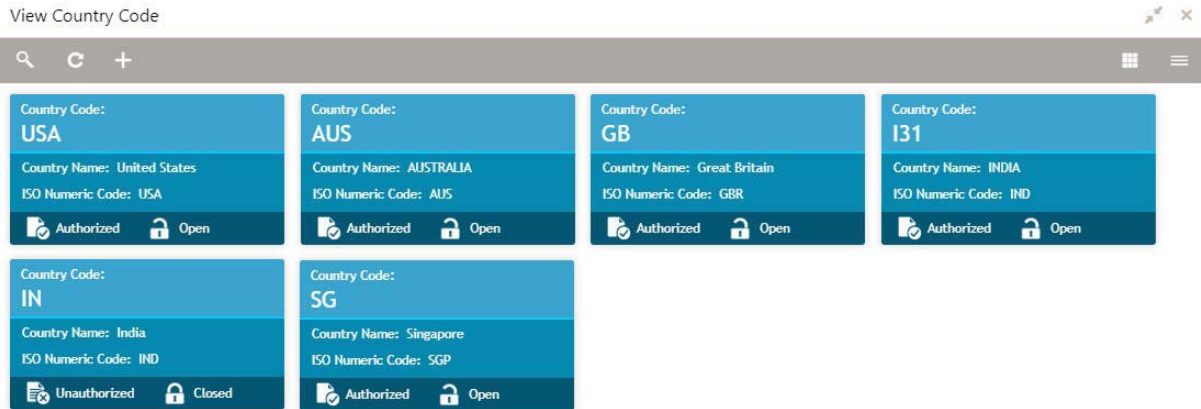 View Country Code
Country Code:
USA
Country Name: United States
ISO Numeric Code: USA
Authorized Open
Country Code:
AUS
Country Name: AUSTRALIA
ISO Numeric Code: AUS
Authorized Open
Country Code:
GB
Country Name: Great Britain
ISO Numeric Code: GBR
Authorized Open
Country Code:
I31
Country Name: INDIA
ISO Numeric Code: IND
Authorized Open
Country Code:
IN
Country Name: India
ISO Numeric Code: IND
Unauthorized Closed
Country Code:
SG
Country Name: Singapore
ISO Numeric Code: SGP
Authorized Open